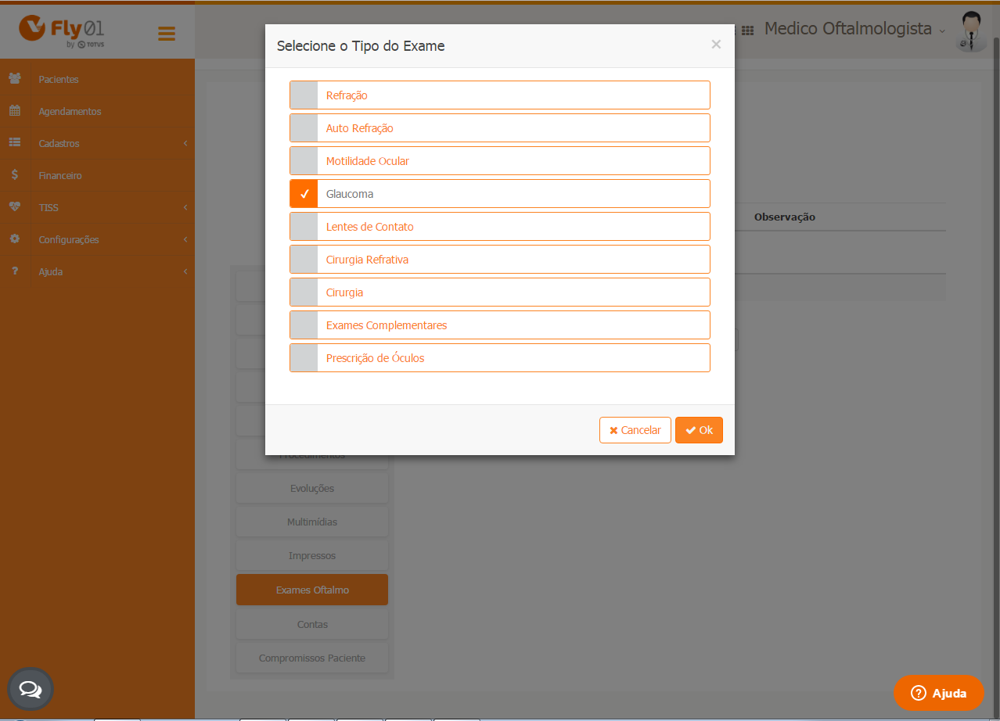 Fly01
by TOTVS
Medico Oftalmologista
Pacientes
Agendamentos
Cadastros
Financeiro
TISS
Configurações
Ajuda
Selecione o Tipo do Exame
Refração
Auto Refração
Motilidade Ocular
Glaucoma
Lentes de Contato
Cirurgia Refrativa
Cirurgia
Exames Complementares
Prescrição de Óculos
Cancelar
Ok
Observação
Procedimentos
Evoluções
Multimídias
Impressos
Exames Oftalmo
Contas
Compromissos Paciente
Ajuda